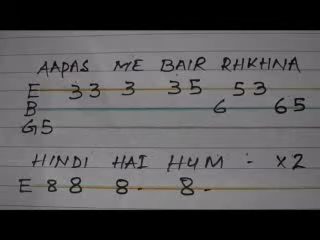 AAPAS ME BAIR RHKHNA
E 33 3 35 53
B 6 65
G5
HINDI HAI HUM :- X2
E 88 8. 8.